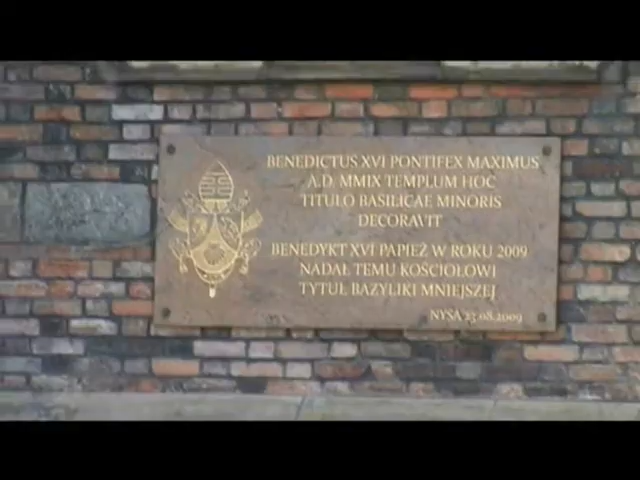 BENEDICTUS XVI PONTIFEX MAXIMUS
A.D. MMIX TEMPLUM HOC
TITULO BASILICAE MINORIS
DECORAVIT
BENEDYKT XVI PAPIEŻ W ROKU 2009
NADAŁ TEMU KOŚCIOŁOWI
TYTUŁ BAZYLIKI MNIEJSZEJ
NYSA 23.08.2009